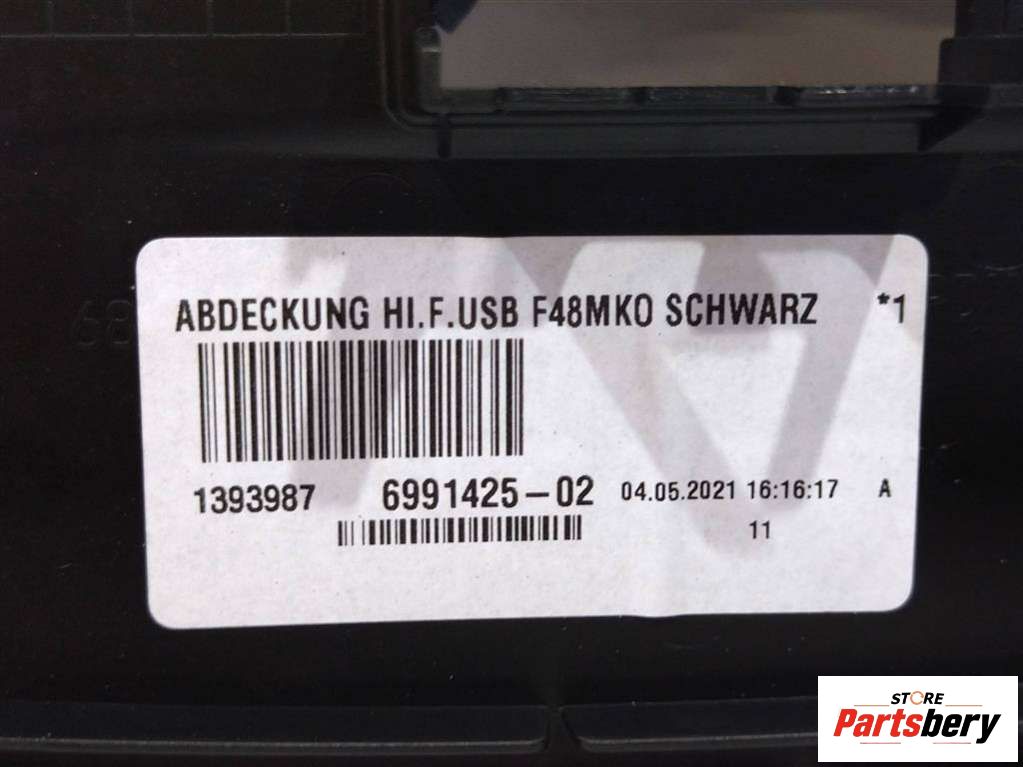 ABDECKUNG HI.F.USB F48MKO SCHWARZ *1
1393987 6991425-02 04.05.2021 16:16:17 A
11
STORE
Partsbery